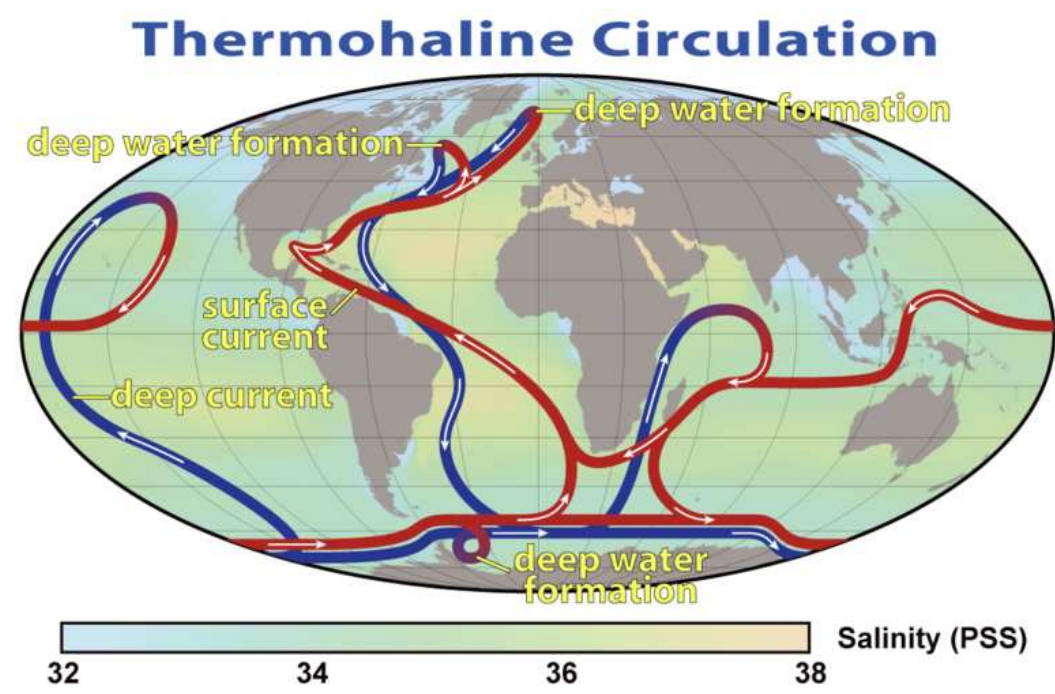 Thermohaline Circulation
deep water formation
deep water formation
surface
current
deep current
deep water
formation
32 34 36 38 Salinity (PSS)